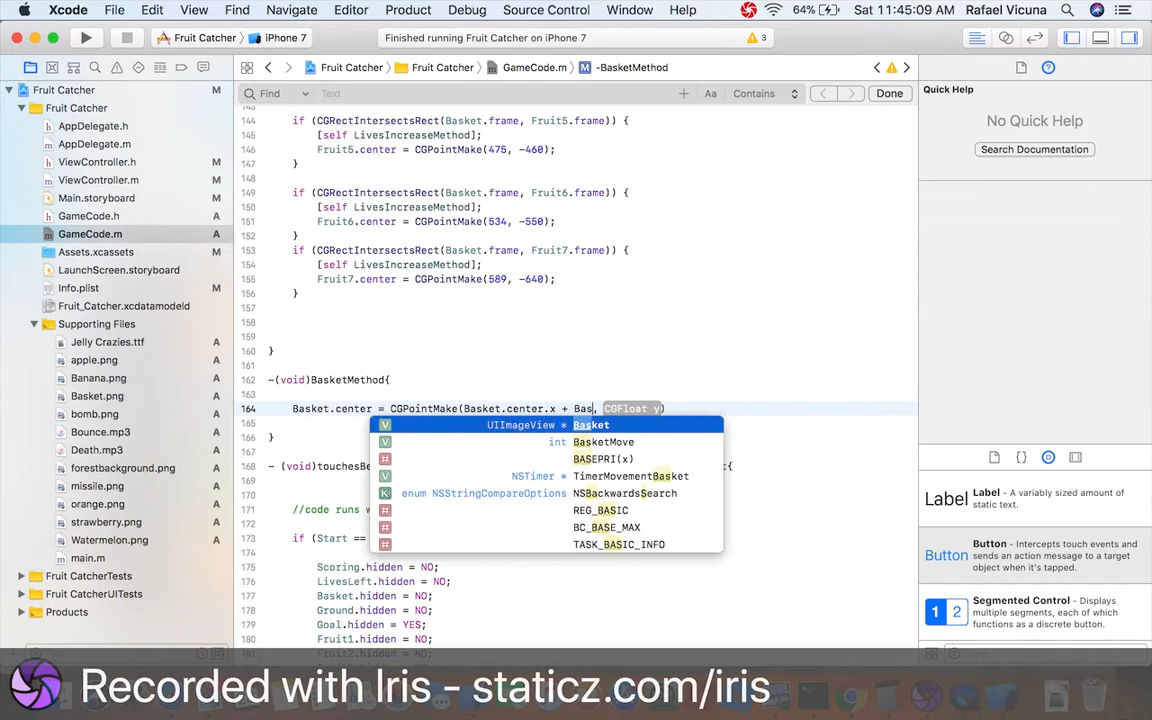 Xcode File Edit View Find Navigate Editor Product Debug Source Control Window Help 64% Sat 11:45:09 AM Rafael Vicuna
Fruit Catcher iPhone 7 Finished running Fruit Catcher on iPhone 7 3
Fruit Catcher Fruit Catcher GameCode.m M -BasketMethod
Find Text Aa Contains Done
Fruit Catcher M
Fruit Catcher
AppDelegate.h
AppDelegate.m
ViewController.h M
ViewController.m M
Main.storyboard M
GameCode.h A
GameCode.m A
Assets.xcassets M
LaunchScreen.storyboard
Info.plist M
Fruit_Catcher.xcdatamodeld
Supporting Files
Jelly Crazies.ttf A
apple.png A
Banana.png A
Basket.png A
bomb.png A
Bounce.mp3 A
Death.mp3 A
forestbackground.png A
missile.png A
orange.png A
strawberry.png A
Watermelon.png A
main.m
Fruit CatcherTests
Fruit CatcherUITests
Products
143
144 if (CGRectIntersectsRect(Basket.frame, Fruit5.frame)) {
145 [self LivesIncreaseMethod];
146 Fruit5.center = CGPointMake(475, -460);
147 }
148
149 if (CGRectIntersectsRect(Basket.frame, Fruit6.frame)) {
150 [self LivesIncreaseMethod];
151 Fruit6.center = CGPointMake(534, -550);
152 }
153 if (CGRectIntersectsRect(Basket.frame, Fruit7.frame)) {
154 [self LivesIncreaseMethod];
155 Fruit7.center = CGPointMake(589, -640);
156 }
157
158
159
160 }
161
162 -(void)BasketMethod{
163
164 Basket.center = CGPointMake(Basket.center.x + Bas, CGFloat y)
165
166 }
167
168 - (void)touchesBe
170
171 //code runs w
172
173 if (Start ==
175 Scoring.hidden = NO;
176 LivesLeft.hidden = NO;
177 Basket.hidden = NO;
178 Ground.hidden = NO;
179 Goal.hidden = YES;
180 Fruit1.hidden = NO;
Fruit2.hidden = NO;
V UIImageView * Basket
V int BasketMove
# BASEPRI(x)
V NSTimer * TimerMovementBasket
K enum NSStringCompareOptions NSBackwardsSearch
# REG_BASIC
# BC_BASE_MAX
# TASK_BASIC_INFO
Quick Help
No Quick Help
Search Documentation
Label Label - A variably sized amount of static text.
Button Button - Intercepts touch events and sends an action message to a target object when it's tapped.
1 2 Segmented Control - Displays multiple segments, each of which functions as a discrete button.
Recorded with Iris - staticz.com/iris